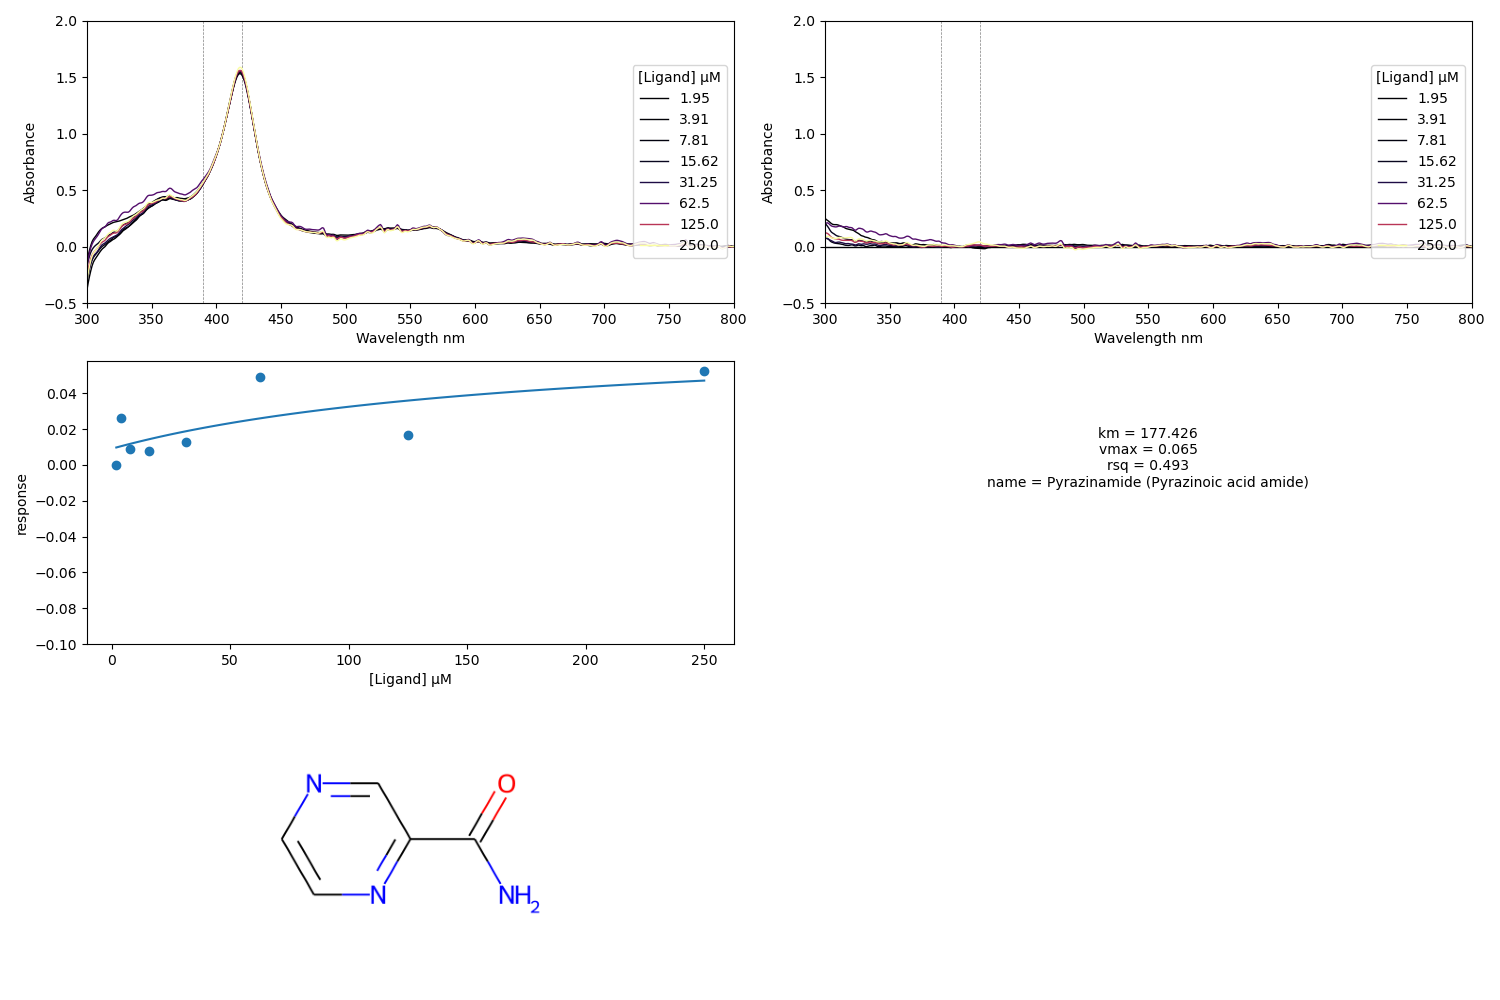 2.0
1.5
1.0
0.5
0.0
−0.5
Absorbance
300 350 400 450 500 550 600 650 700 750 800
Wavelength nm
[Ligand] µM
1.95
3.91
7.81
15.62
31.25
62.5
125.0
250.0
2.0
1.5
1.0
0.5
0.0
−0.5
Absorbance
300 350 400 450 500 550 600 650 700 750 800
Wavelength nm
[Ligand] µM
1.95
3.91
7.81
15.62
31.25
62.5
125.0
250.0
0.04
0.02
0.00
−0.02
−0.04
−0.06
−0.08
−0.10
response
0 50 100 150 200 250
[Ligand] µM
km = 177.426
vmax = 0.065
rsq = 0.493
name = Pyrazinamide (Pyrazinoic acid amide)
N O
N NH2